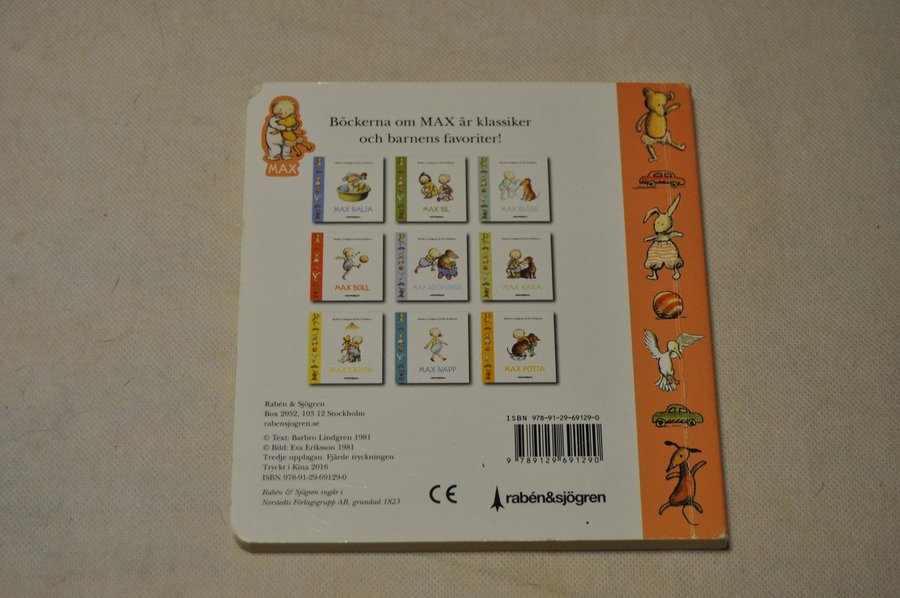 MAX
Böckerna om MAX är klassiker
och barnens favoriter!
MAX BALJA
MAX BIL
MAX BLÖJA
MAX BOLL
MAX DOCKVAGN
MAX KAKA
MAX LAMPA
MAX NAPP
MAX POTTA
Rabén & Sjögren
Box 2052, 103 12 Stockholm
rabensjogren.se
© Text: Barbro Lindgren 1981
© Bild: Eva Eriksson 1981
Tredje upplagan. Fjärde tryckningen
Tryckt i Kina 2016
ISBN 978-91-29-69129-0
Rabén & Sjögren ingår i
Norstedts Förlagsgrupp AB, grundad 1823
CE
ISBN 978-91-29-69129-0
9 789129 691290
rabén&sjögren